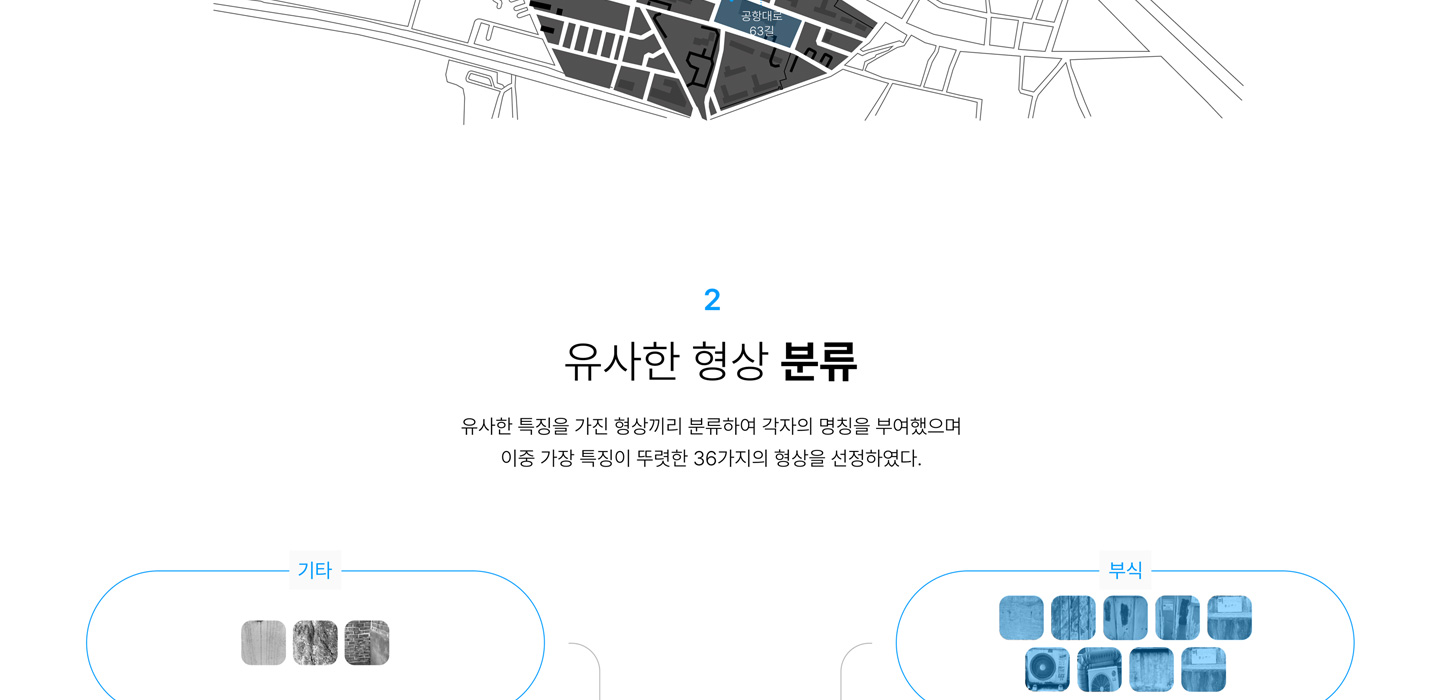 공항대로
63길
2
유사한 형상 분류
유사한 특징을 가진 형상끼리 분류하여 각자의 명칭을 부여했으며
이중 가장 특징이 뚜렷한 36가지의 형상을 선정하였다.
기타
부식